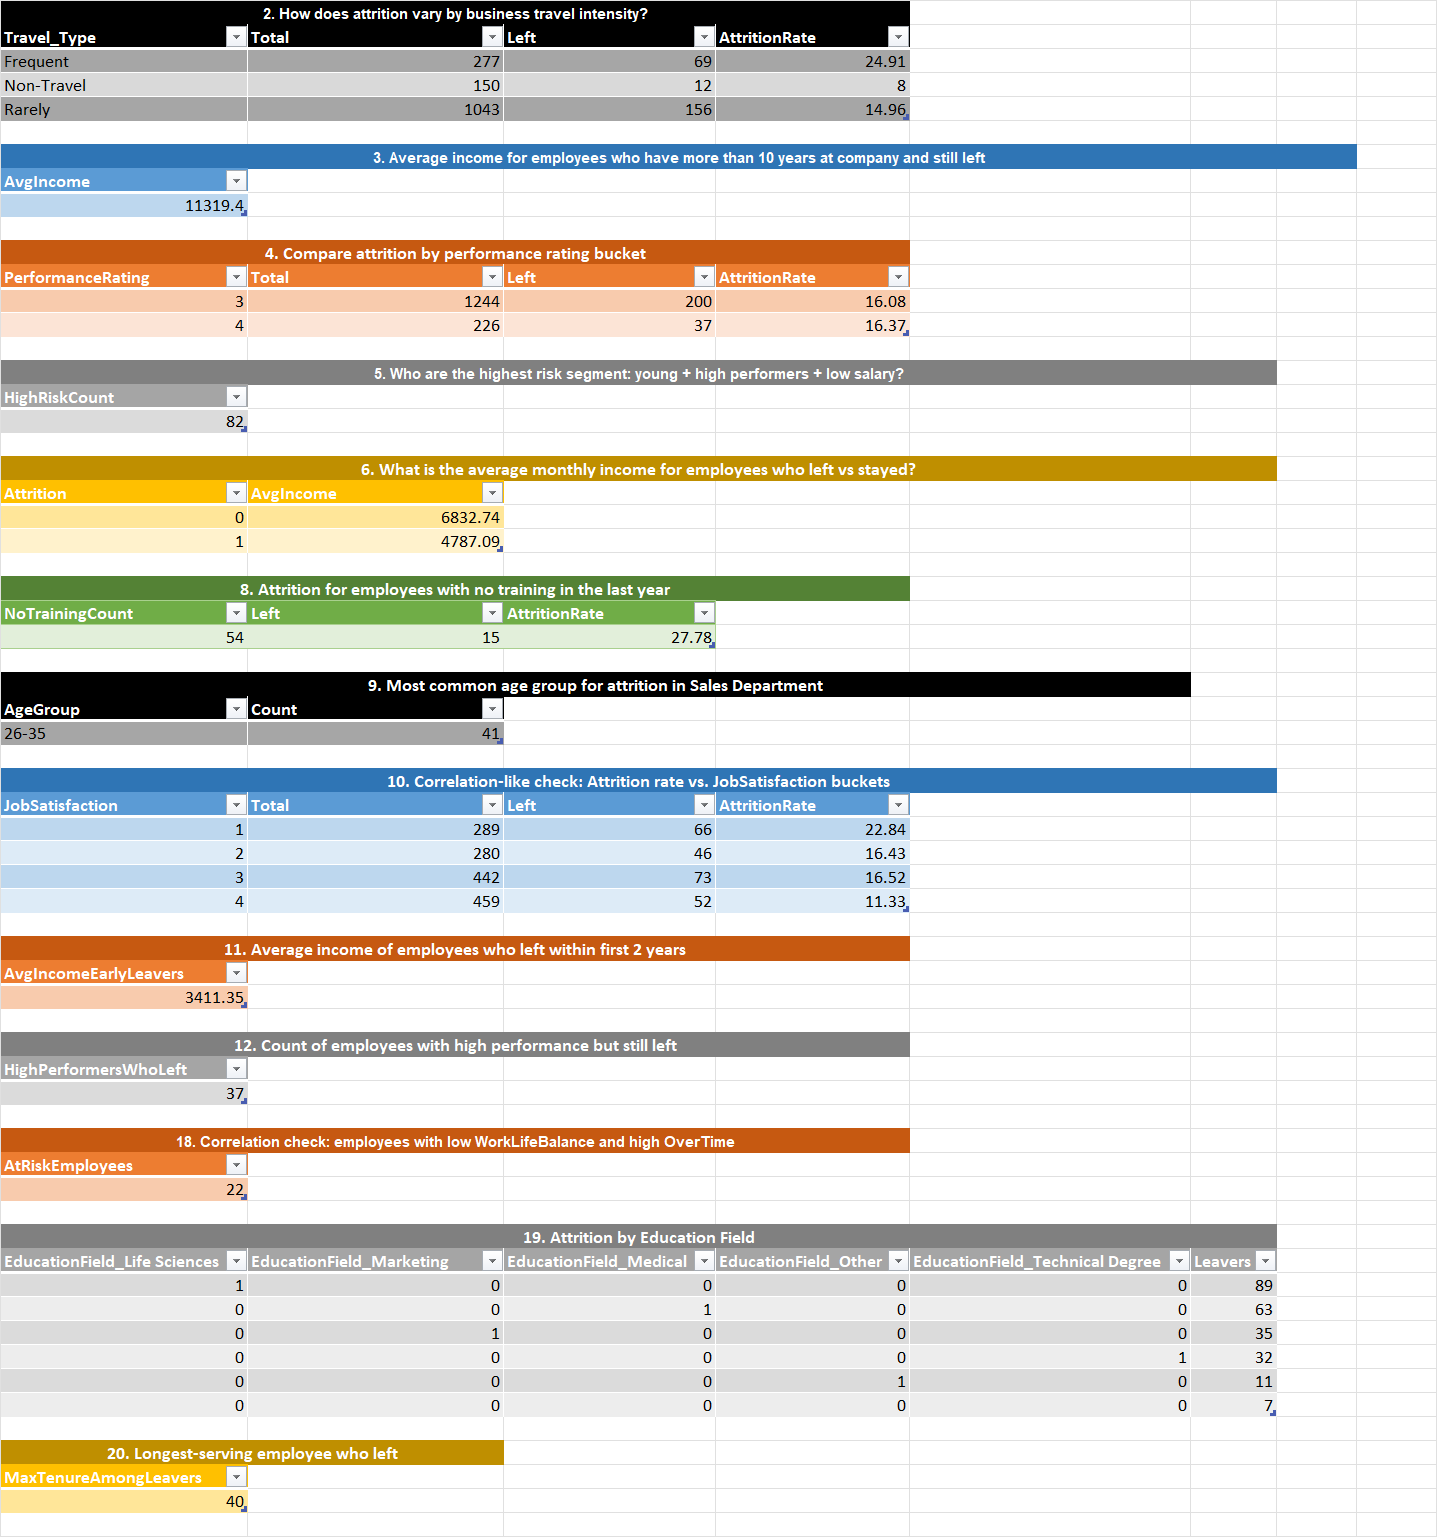 2. How does attrition vary by business travel intensity?
Travel_Type Total Left AttritionRate
Frequent 277 69 24.91
Non-Travel 150 12 8
Rarely 1043 156 14.96
3. Average income for employees who have more than 10 years at company and still left
AvgIncome
11319.4
4. Compare attrition by performance rating bucket
PerformanceRating Total Left AttritionRate
3 1244 200 16.08
4 226 37 16.37
5. Who are the highest risk segment: young + high performers + low salary?
HighRiskCount
82
6. What is the average monthly income for employees who left vs stayed?
Attrition AvgIncome
0 6832.74
1 4787.09
8. Attrition for employees with no training in the last year
NoTrainingCount Left AttritionRate
54 15 27.78
9. Most common age group for attrition in Sales Department
AgeGroup Count
26-35 41
10. Correlation-like check: Attrition rate vs. JobSatisfaction buckets
JobSatisfaction Total Left AttritionRate
1 289 66 22.84
2 280 46 16.43
3 442 73 16.52
4 459 52 11.33
11. Average income of employees who left within first 2 years
AvgIncomeEarlyLeavers
3411.35
12. Count of employees with high performance but still left
HighPerformersWhoLeft
37
18. Correlation check: employees with low WorkLifeBalance and high OverTime
AtRiskEmployees
22
19. Attrition by Education Field
EducationField_Life Sciences EducationField_Marketing EducationField_Medical EducationField_Other EducationField_Technical Degree Leavers
1 0 0 0 0 89
0 0 1 0 0 63
0 1 0 0 0 35
0 0 0 0 1 32
0 0 0 1 0 11
0 0 0 0 0 7
20. Longest-serving employee who left
MaxTenureAmongLeavers
40